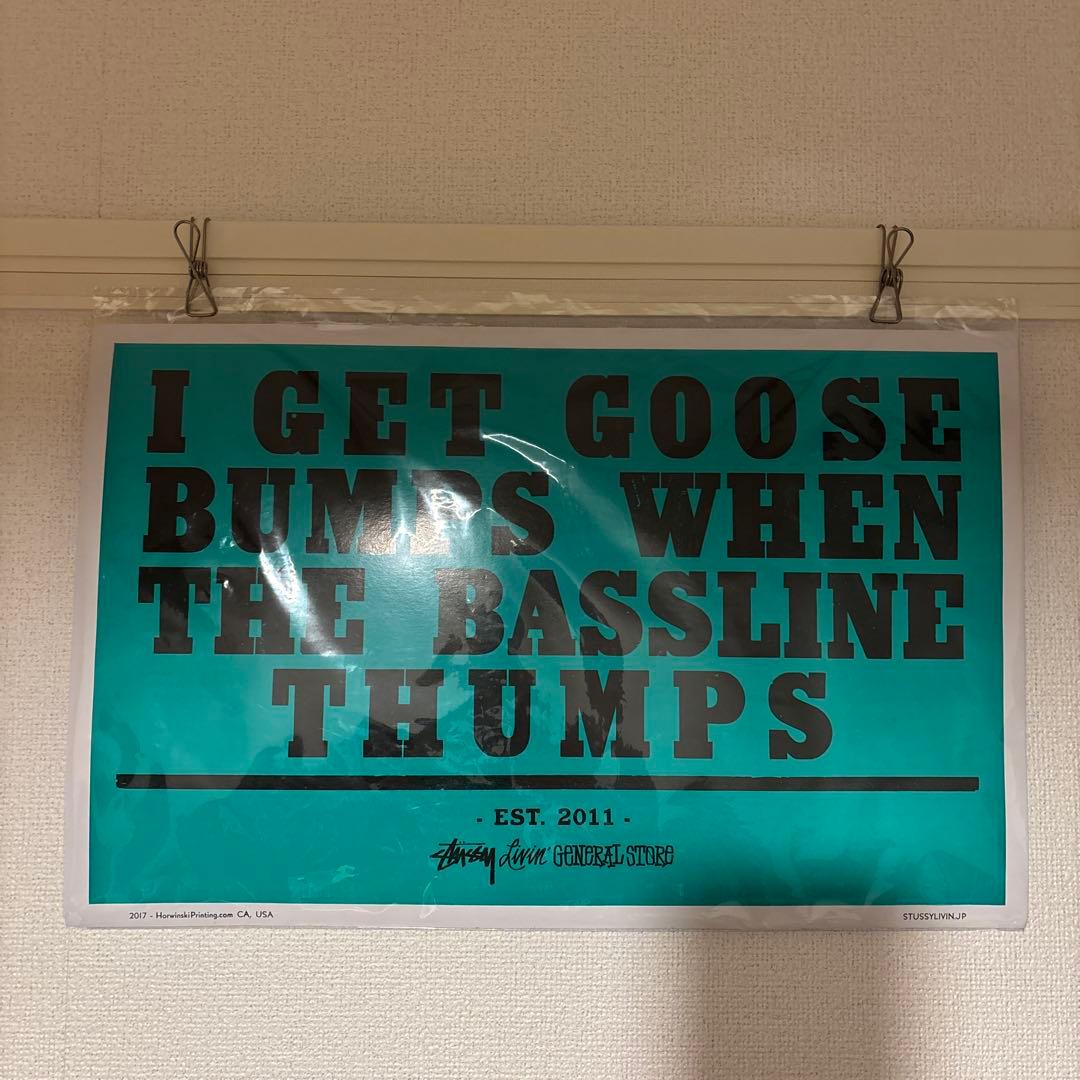 I GET GOOSE
BUMPS WHEN
THE BASSLINE
THUMPS
- EST. 2011 -
STÜSSY Livin' GENERAL STORE
2017 - HorwinskiPrinting.com CA, USA
STUSSYLIVIN.JP